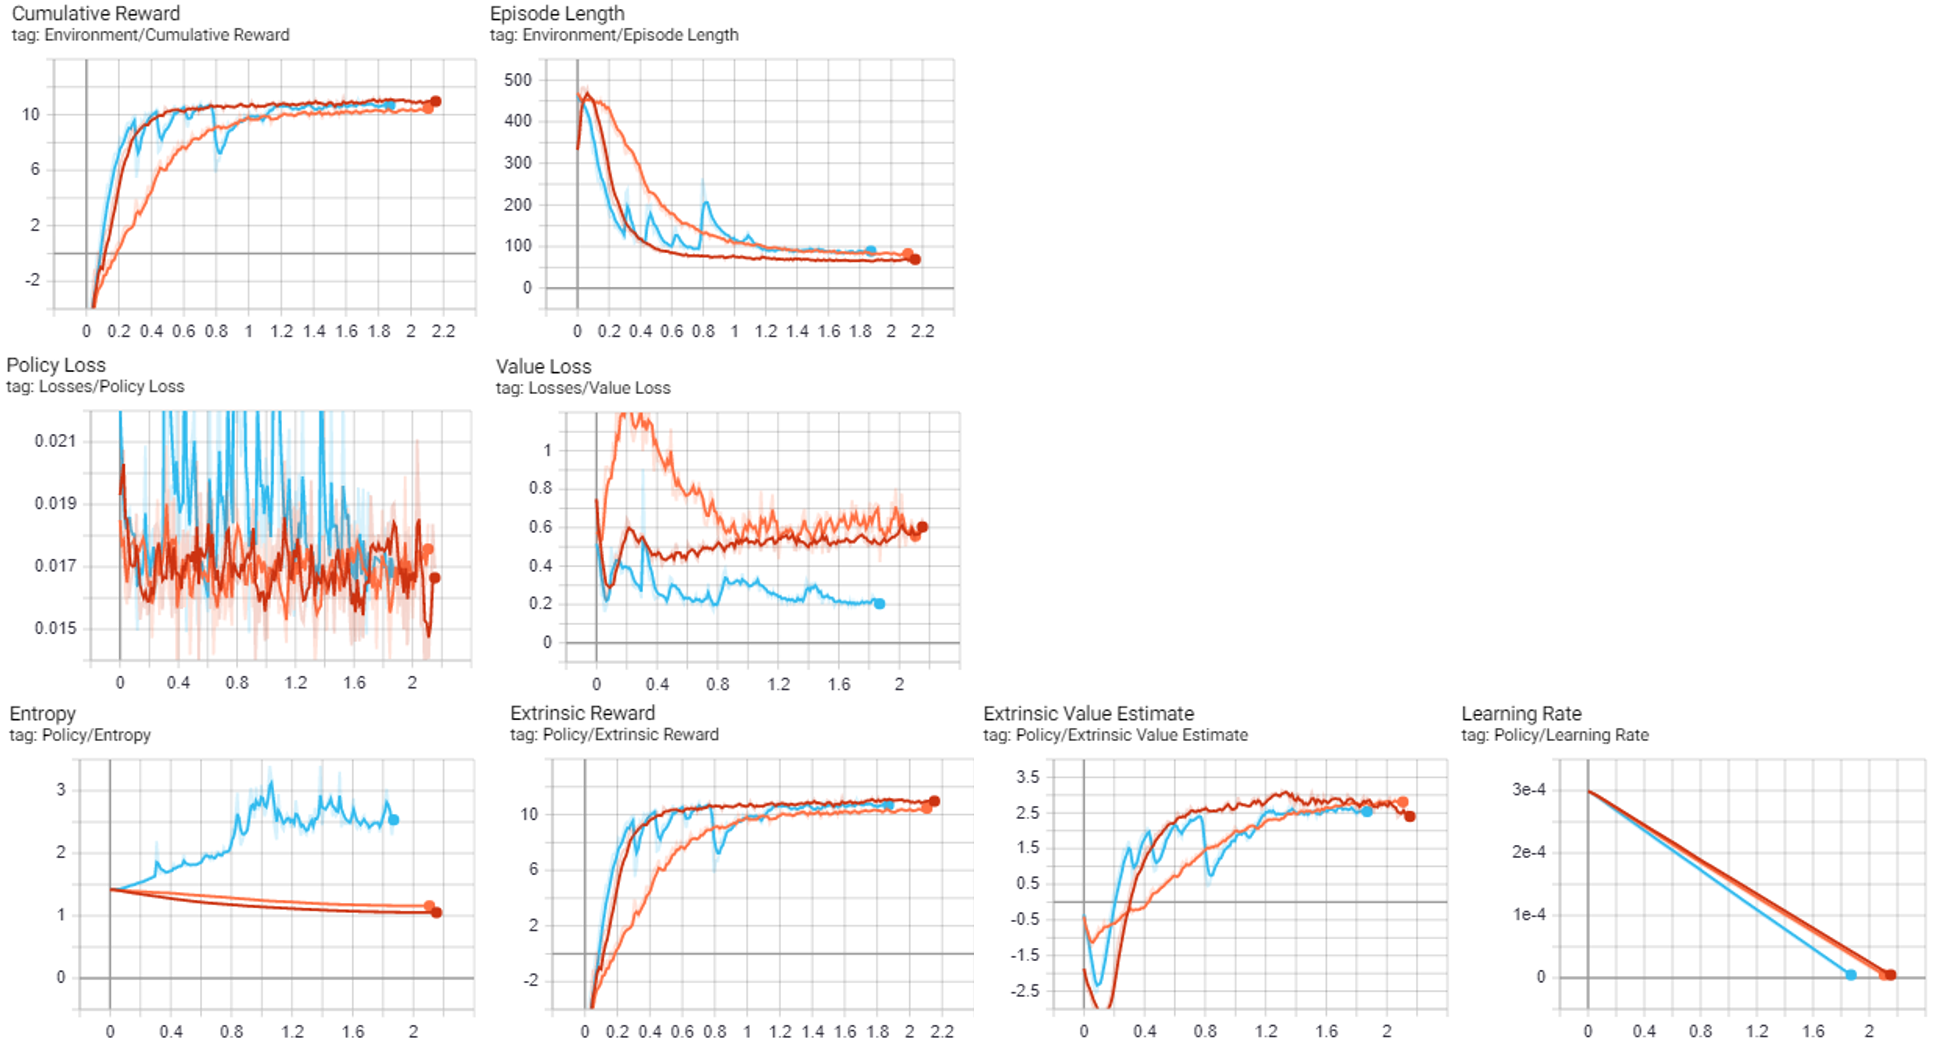 Cumulative Reward
tag: Environment/Cumulative Reward
10
6
2
-2
0 0.2 0.4 0.6 0.8 1 1.2 1.4 1.6 1.8 2 2.2
Episode Length
tag: Environment/Episode Length
500
400
300
200
100
0
0 0.2 0.4 0.6 0.8 1 1.2 1.4 1.6 1.8 2 2.2
Policy Loss
tag: Losses/Policy Loss
0.021
0.019
0.017
0.015
0 0.4 0.8 1.2 1.6 2
Value Loss
tag: Losses/Value Loss
1
0.8
0.6
0.4
0.2
0
0 0.4 0.8 1.2 1.6 2
Entropy
tag: Policy/Entropy
3
2
1
0
0 0.4 0.8 1.2 1.6 2
Extrinsic Reward
tag: Policy/Extrinsic Reward
10
6
2
-2
0 0.2 0.4 0.6 0.8 1 1.2 1.4 1.6 1.8 2 2.2
Extrinsic Value Estimate
tag: Policy/Extrinsic Value Estimate
3.5
2.5
1.5
0.5
-0.5
-1.5
-2.5
0 0.4 0.8 1.2 1.6 2
Learning Rate
tag: Policy/Learning Rate
3e-4
2e-4
1e-4
0
0 0.4 0.8 1.2 1.6 2